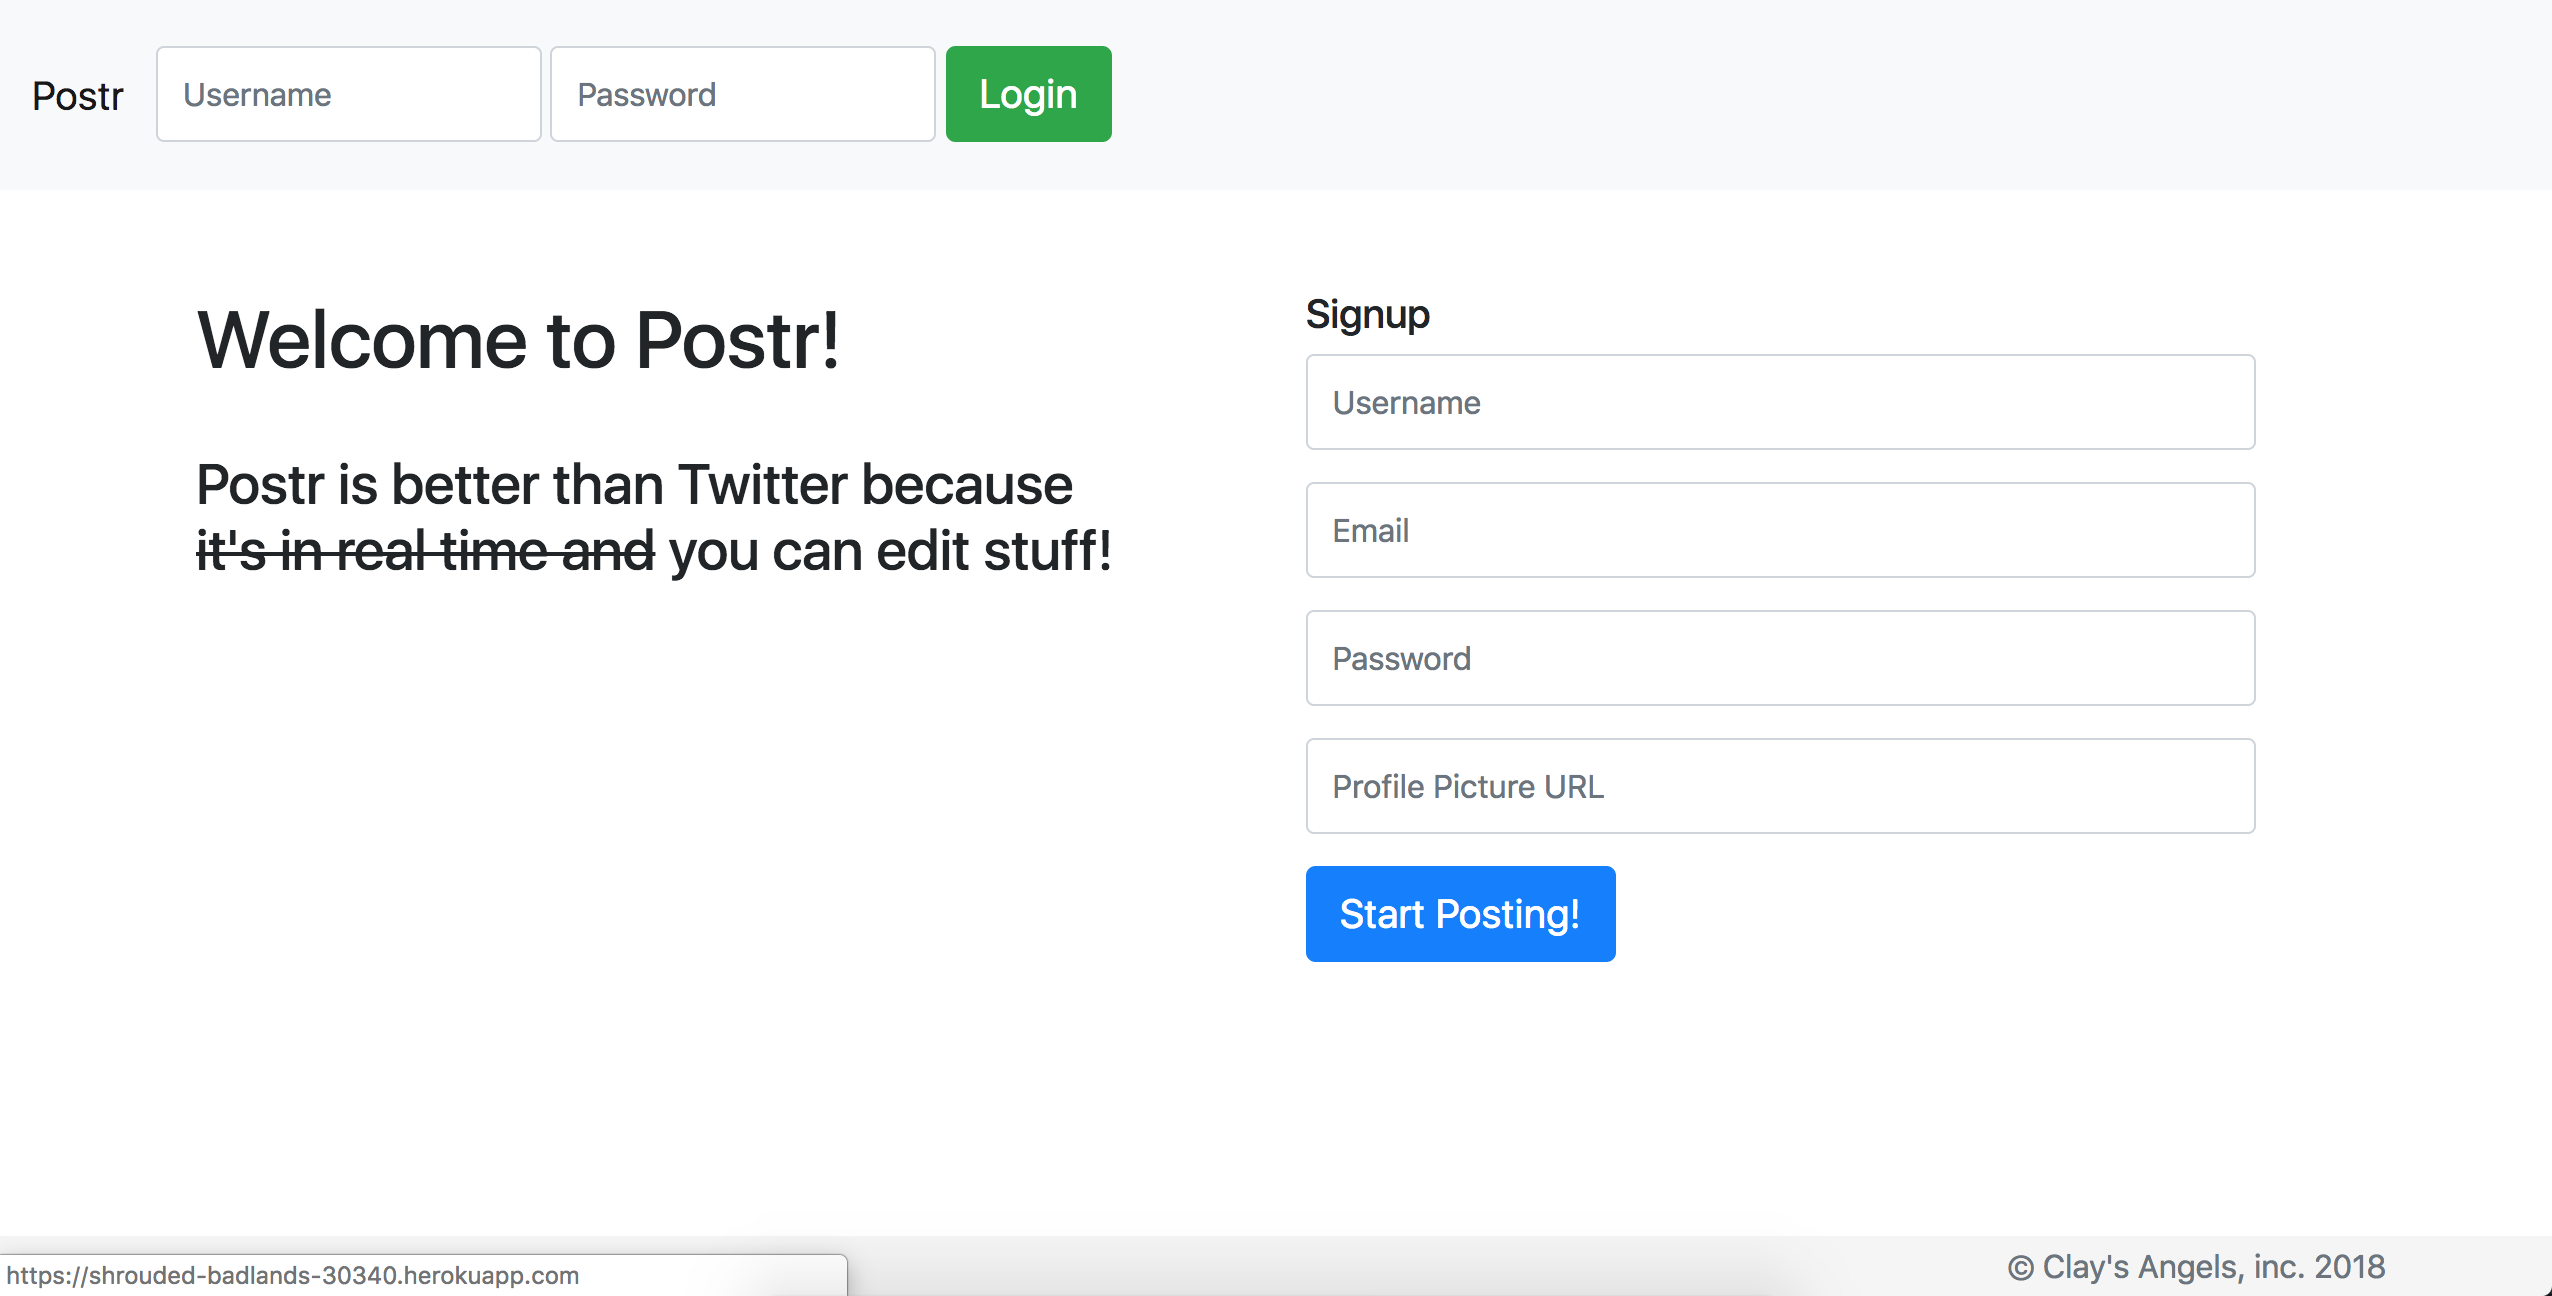 Postr Username Password Login
Welcome to Postr!
Postr is better than Twitter because
it's in real time and you can edit stuff!
Signup
Username
Email
Password
Profile Picture URL
Start Posting!
https://shrouded-badlands-30340.herokuapp.com
© Clay's Angels, inc. 2018